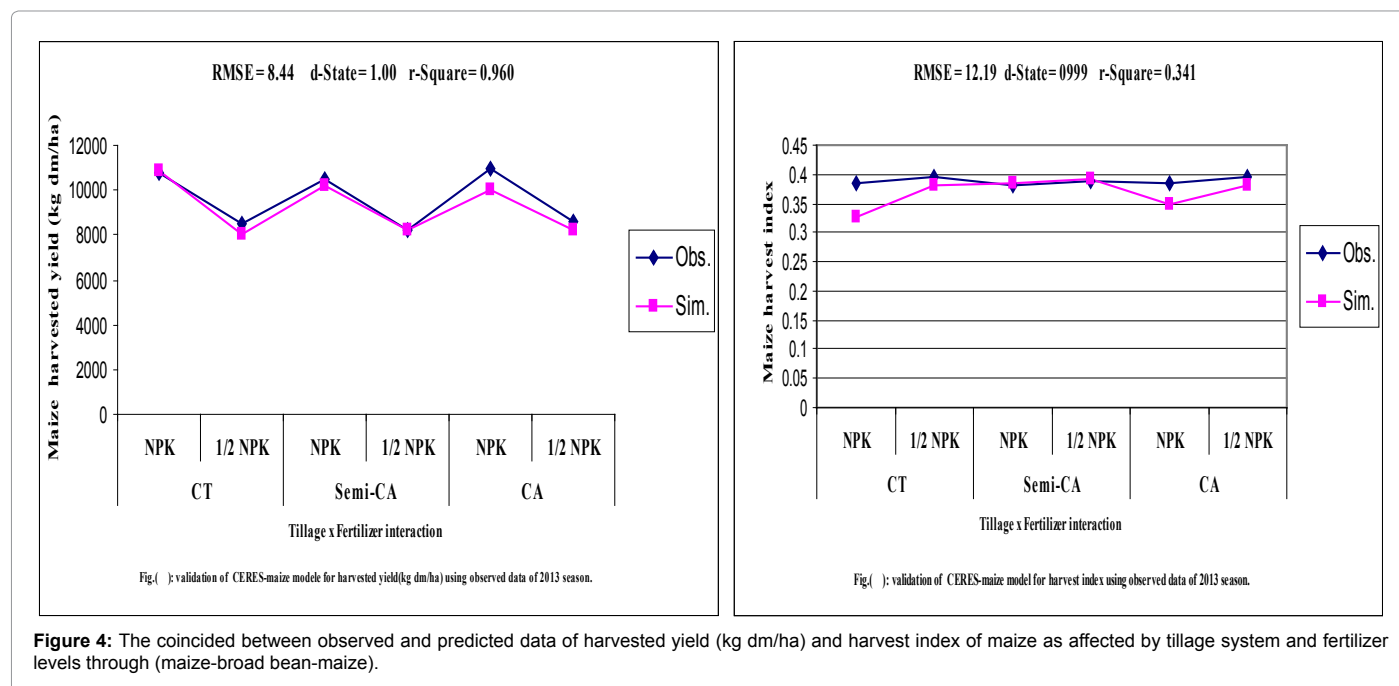 RMSE=8.44 d-State=1.00 r-Square=0.960
Maize harvested yield (kg dm/ha)
12000
10000
8000
6000
4000
2000
0
NPK 1/2 NPK NPK 1/2 NPK NPK 1/2 NPK
CT Semi-CA CA
Tillage x Fertilizer interaction
Obs.
Sim.
Fig.( ): validation of CERES-maize modele for harvested yield(kg dm/ha) using observed data of 2013 season.
RMSE=12.19 d-State=0999 r-Square=0.341
Maize harvest index
0.45
0.4
0.35
0.3
0.25
0.2
0.15
0.1
0.05
0
NPK 1/2 NPK NPK 1/2 NPK NPK 1/2 NPK
CT Semi-CA CA
Tillage x Fertilizer interaction
Obs.
Sim.
Fig.( ): validation of CERES-maize model for harvest index using observed data of 2013 season.
Figure 4: The coincided between observed and predicted data of harvested yield (kg dm/ha) and harvest index of maize as affected by tillage system and fertilizer
levels through (maize-broad bean-maize).